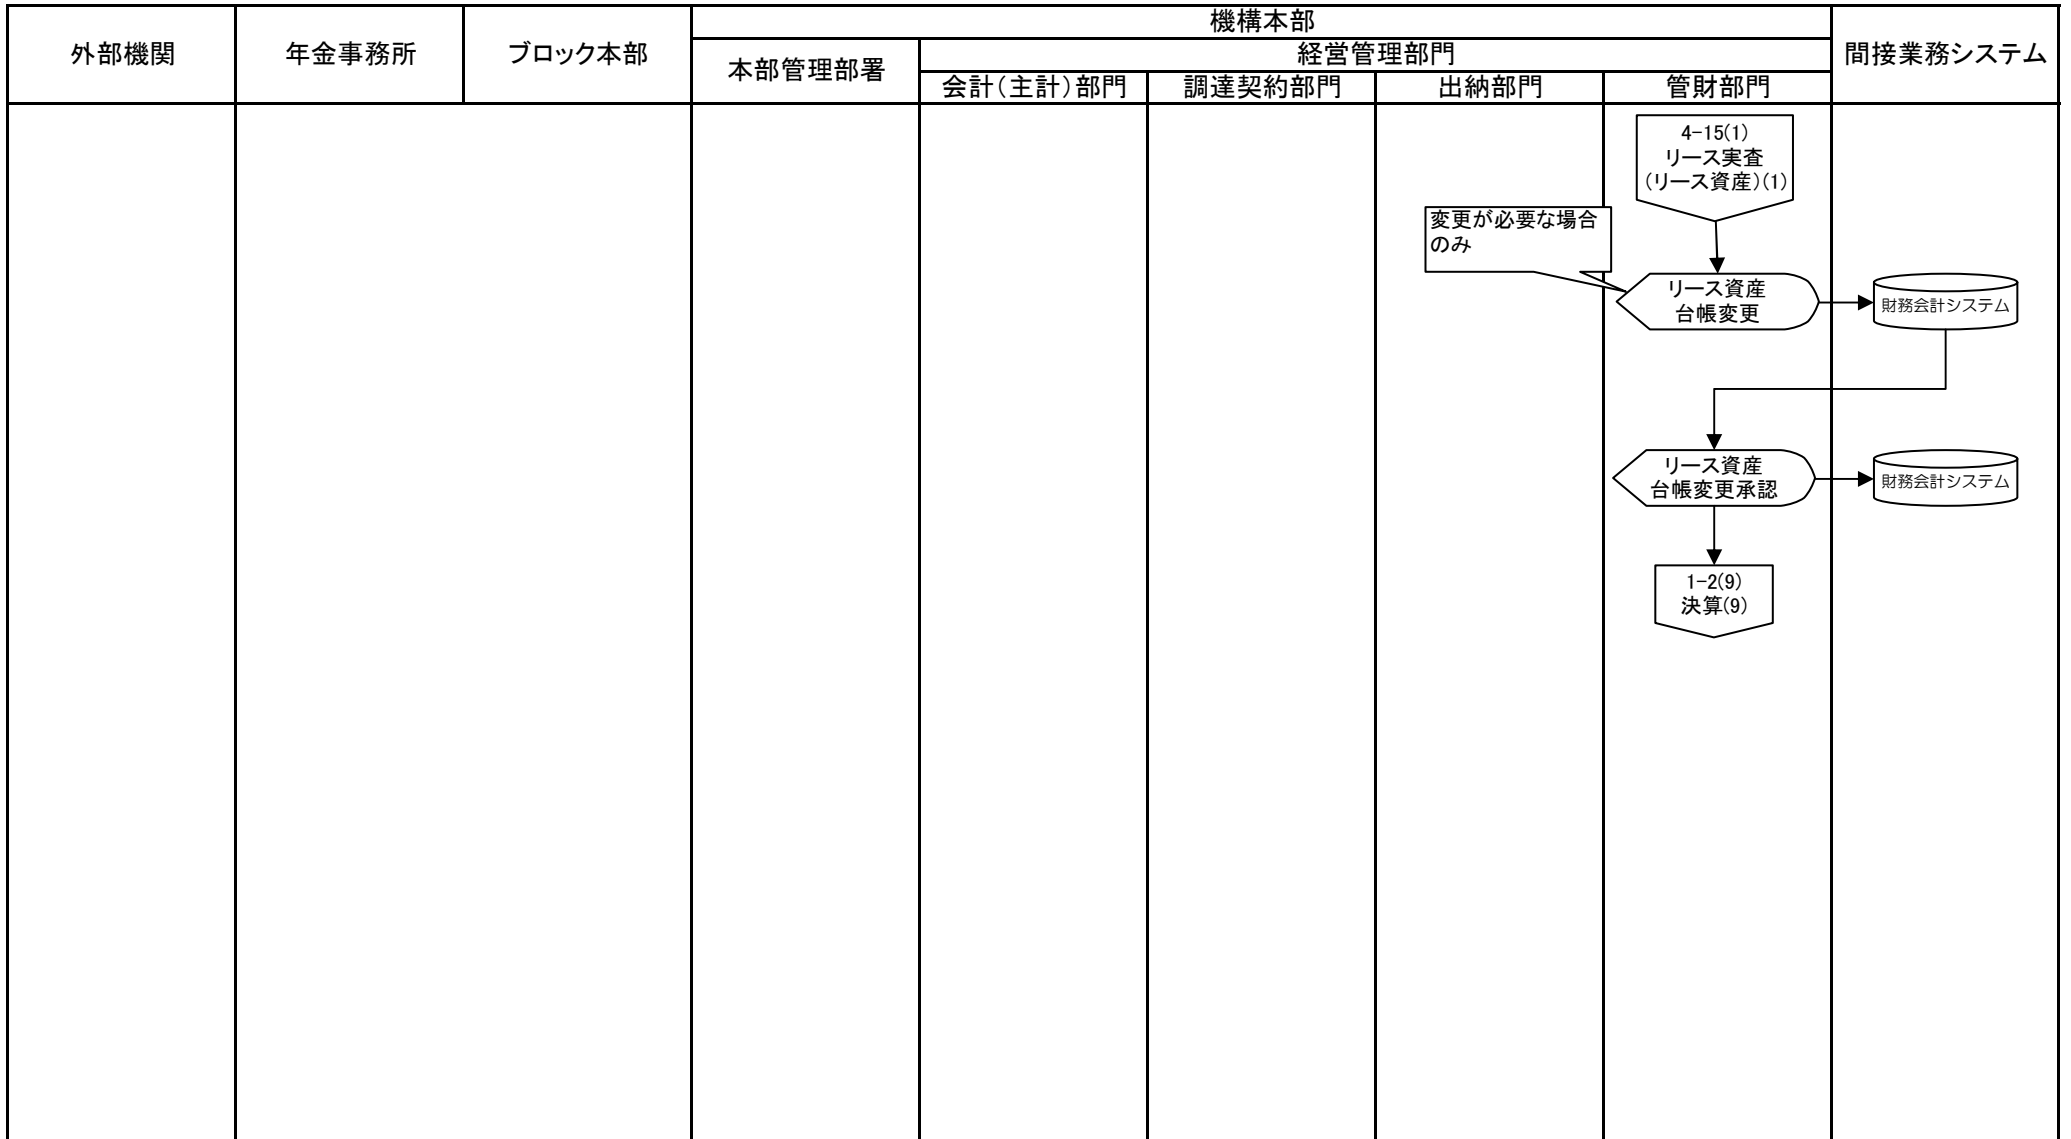 機構本部
外部機関
年金事務所
ブロック本部
間接業務システム
経営管理部門
本部管理部署
会計(主計)部門
調達契約部門
出納部門
管財部門
4-15(1)
リース実査
(リース資産)(1)
変更が必要な場合
のみ
リース資産
台帳変更
財務会計システム
リース資産
台帳変更承認
財務会計システム
1-2(9)
決算(9)